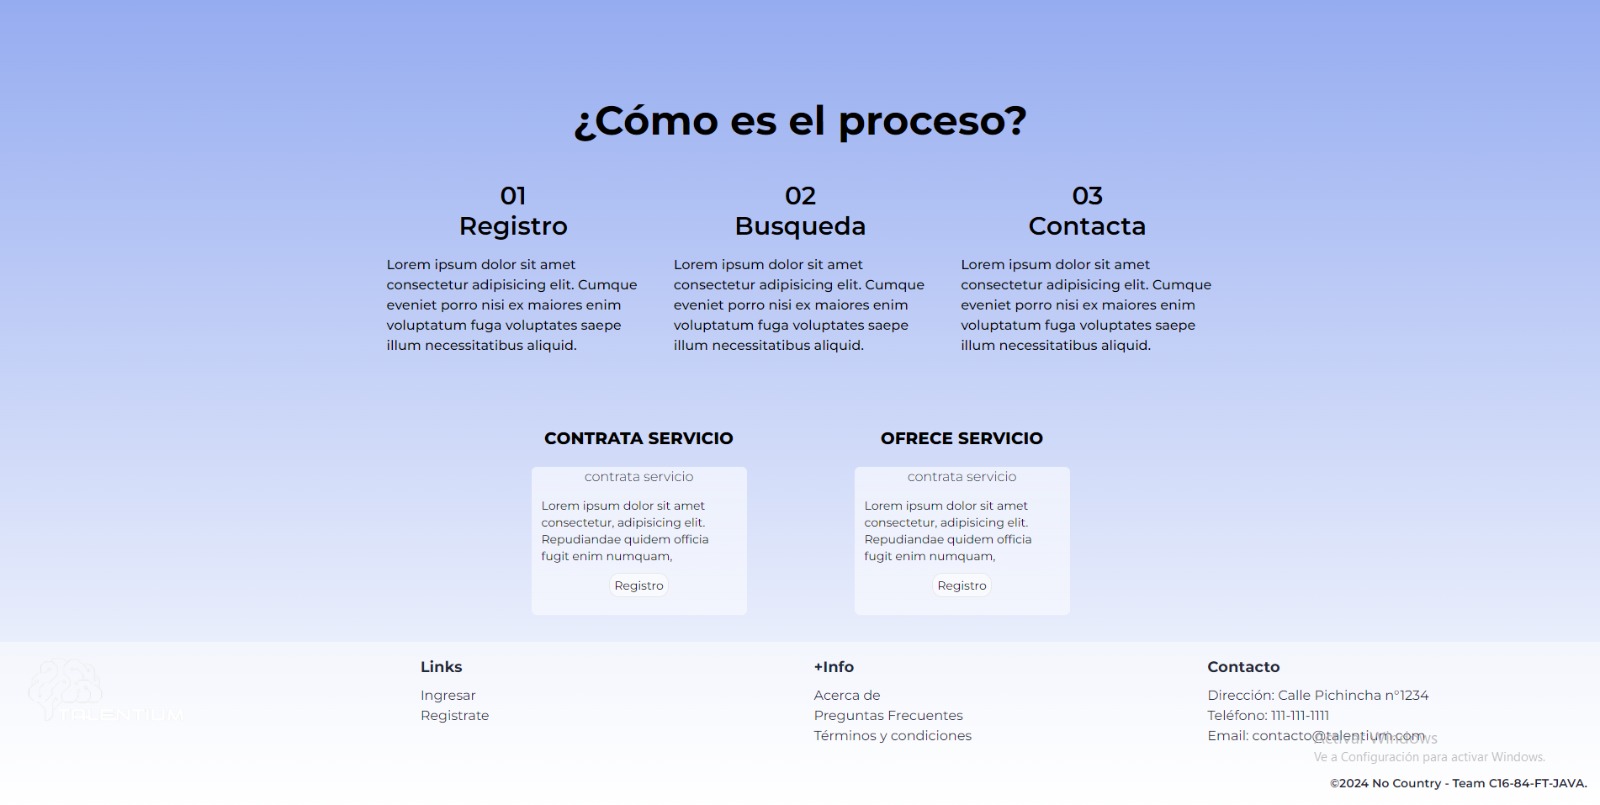 ¿Cómo es el proceso?
01
Registro
Lorem ipsum dolor sit amet
consectetur adipisicing elit. Cumque
eveniet porro nisi ex maiores enim
voluptatum fuga voluptates saepe
illum necessitatibus aliquid.
02
Busqueda
Lorem ipsum dolor sit amet
consectetur adipisicing elit. Cumque
eveniet porro nisi ex maiores enim
voluptatum fuga voluptates saepe
illum necessitatibus aliquid.
03
Contacta
Lorem ipsum dolor sit amet
consectetur adipisicing elit. Cumque
eveniet porro nisi ex maiores enim
voluptatum fuga voluptates saepe
illum necessitatibus aliquid.
CONTRATA SERVICIO
contrata servicio
Lorem ipsum dolor sit amet
consectetur, adipisicing elit.
Repudiandae quidem officia
fugit enim numquam,
Registro
OFRECE SERVICIO
contrata servicio
Lorem ipsum dolor sit amet
consectetur, adipisicing elit.
Repudiandae quidem officia
fugit enim numquam,
Registro
TALENTIUM
Links
Ingresar
Registrate
+Info
Acerca de
Preguntas Frecuentes
Términos y condiciones
Contacto
Dirección: Calle Pichincha n°1234
Teléfono: 111-111-1111
Email: contacto@talentium.com
Activar Windows
Ve a Configuración para activar Windows.
©2024 No Country - Team C16-84-FT-JAVA.